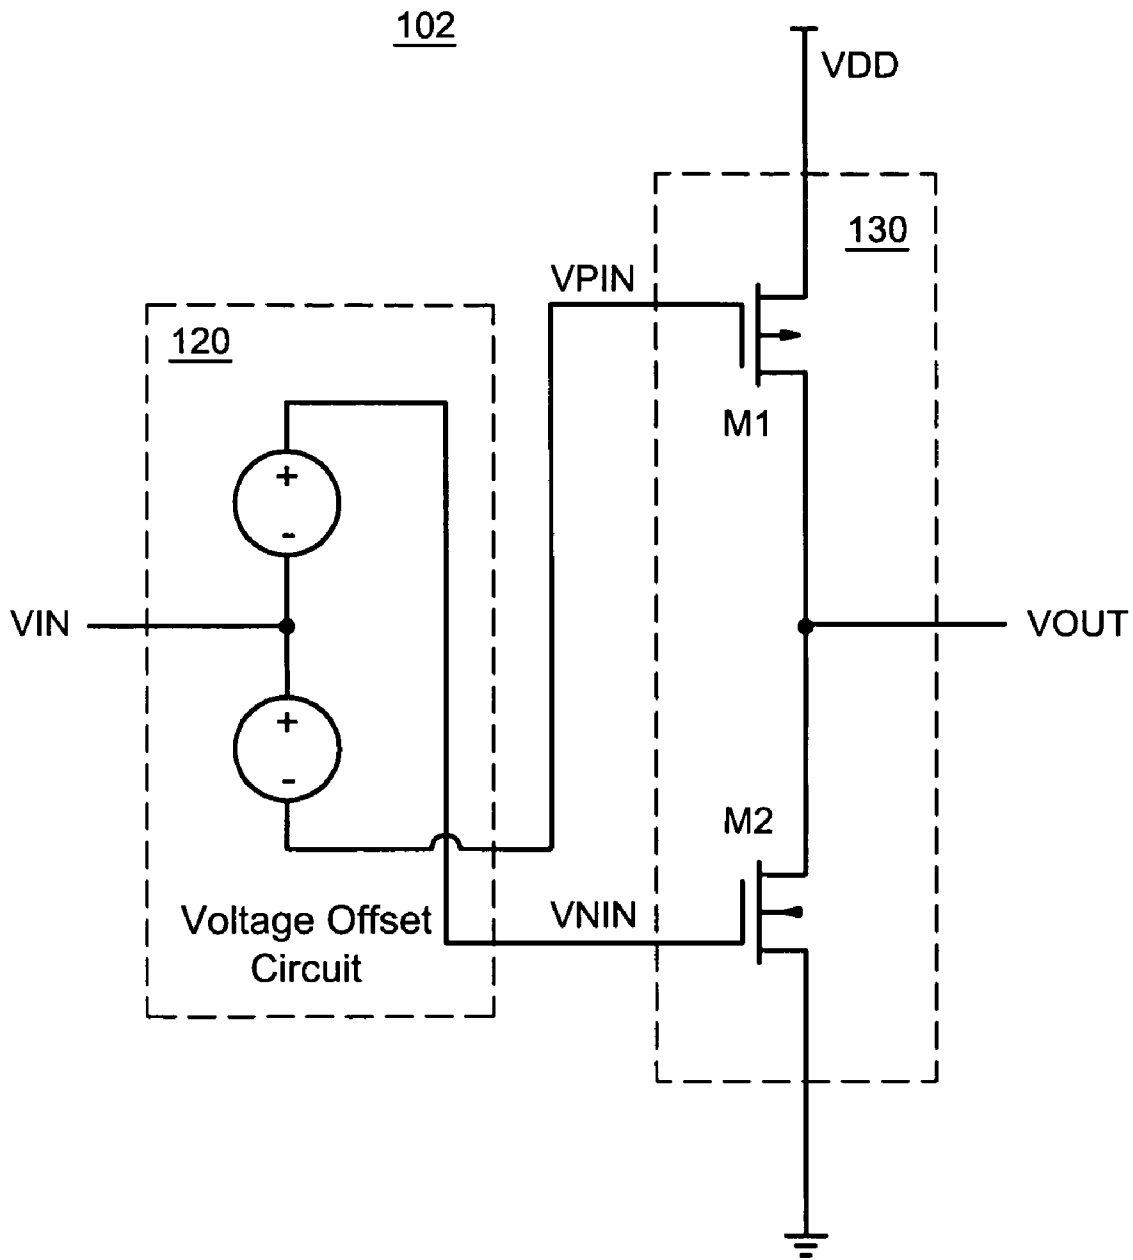 102
VDD
130
VPIN
120
M1
+
-
VIN
VOUT
+
-
M2
VNIN
Voltage Offset
Circuit